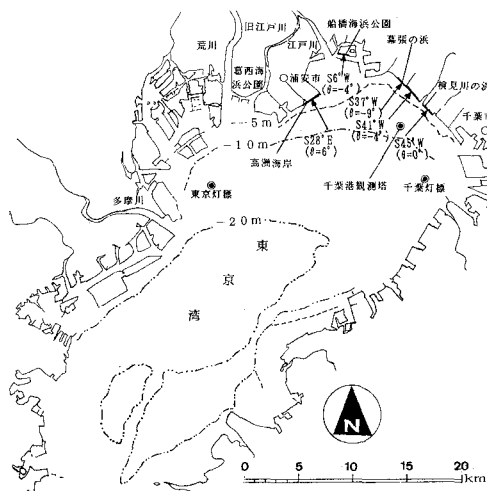 船橋海浜公園
旧江戸川
荒川
江戸川
幕張の浜
葛西海
浜公園
浦安市
S6°W
(θ=-4°)
検見川の浜
S37°W
(θ=-9°)
S41°W
(θ=-4°)
千葉市
-5m
S28°E
(θ=6°)
S45°W
(θ=0°)
-10m
高洲海岸
多摩川
東京灯標
千葉港観測塔
千葉灯標
-20m
東
京
湾
N
0 5 10 15 20
km